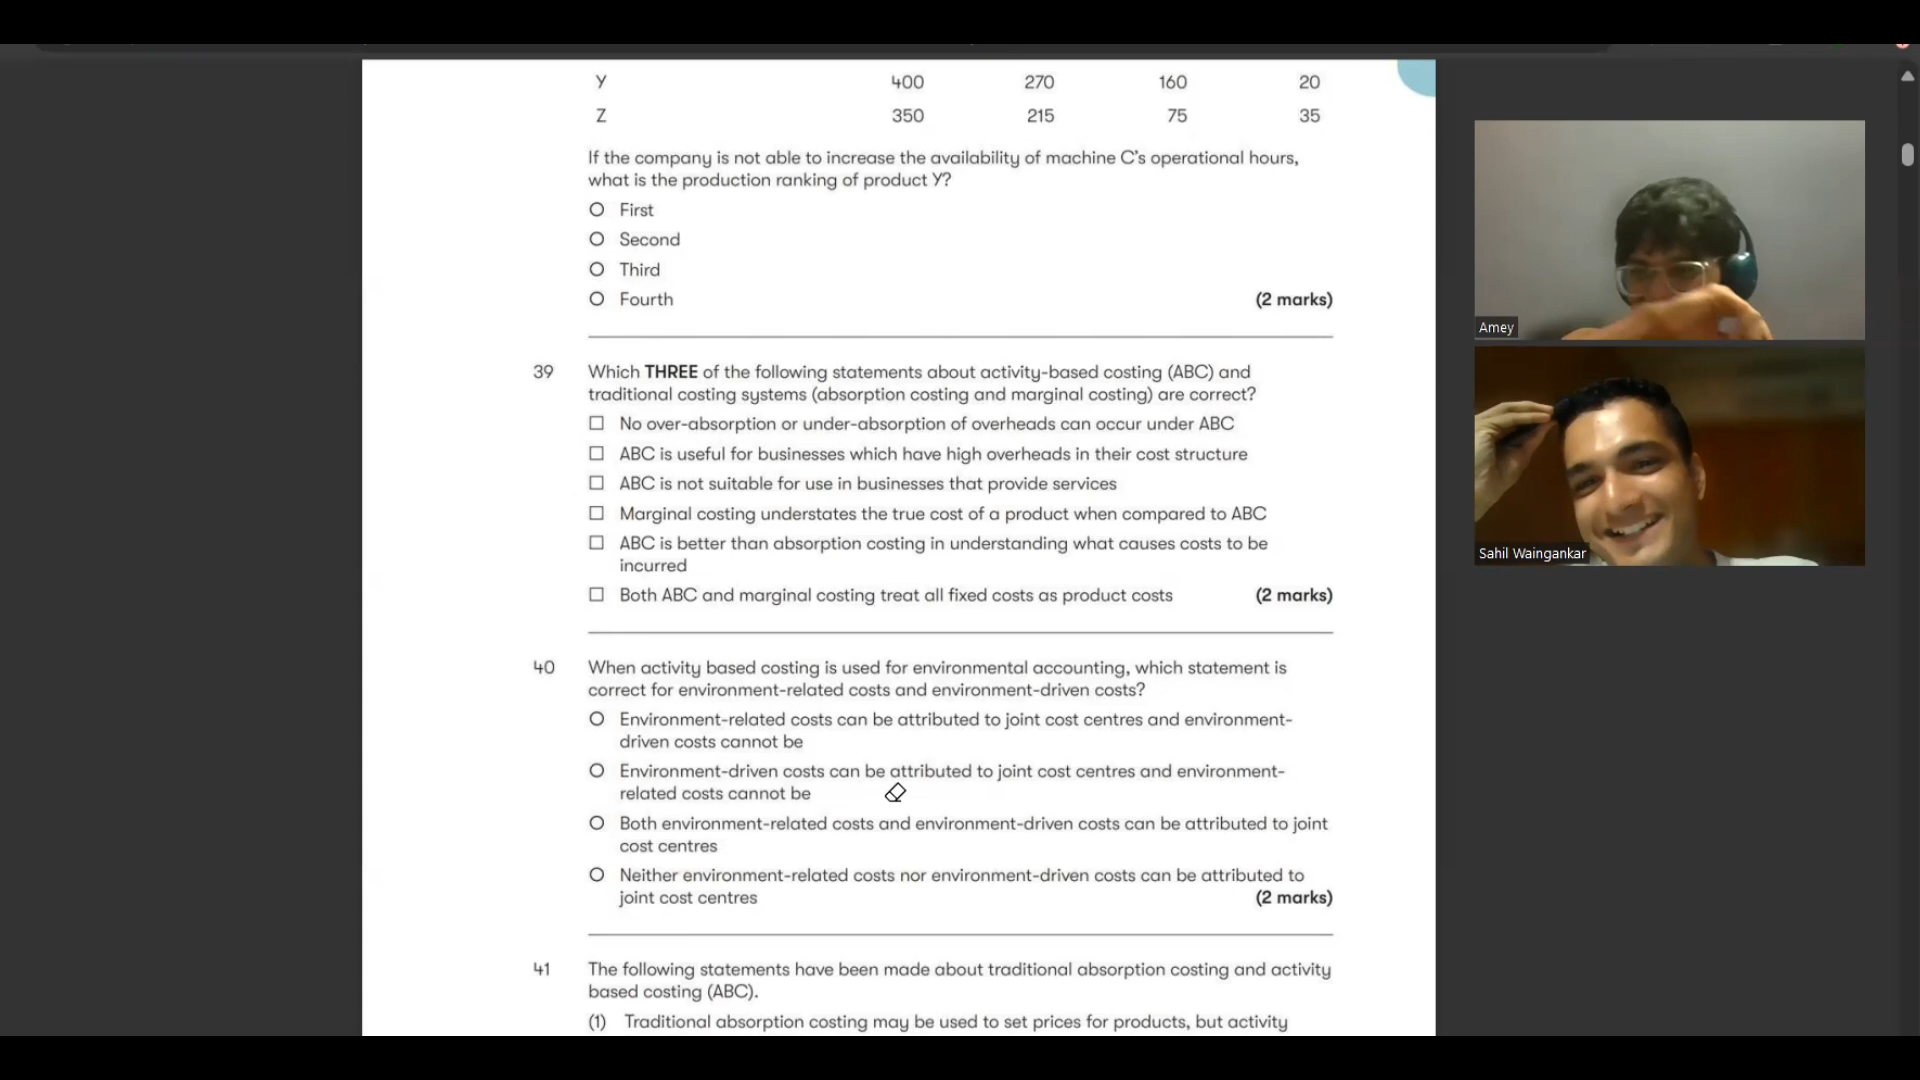 Y 400 270 160 20
Z 350 215 75 35
If the company is not able to increase the availability of machine C's operational hours,
what is the production ranking of product Y?
First
Second
Third
Fourth (2 marks)
39 Which THREE of the following statements about activity-based costing (ABC) and
traditional costing systems (absorption costing and marginal costing) are correct?
No over-absorption or under-absorption of overheads can occur under ABC
ABC is useful for businesses which have high overheads in their cost structure
ABC is not suitable for use in businesses that provide services
Marginal costing understates the true cost of a product when compared to ABC
ABC is better than absorption costing in understanding what causes costs to be
incurred
Both ABC and marginal costing treat all fixed costs as product costs (2 marks)
40 When activity based costing is used for environmental accounting, which statement is
correct for environment-related costs and environment-driven costs?
Environment-related costs can be attributed to joint cost centres and environment-
driven costs cannot be
Environment-driven costs can be attributed to joint cost centres and environment-
related costs cannot be
Both environment-related costs and environment-driven costs can be attributed to joint
cost centres
Neither environment-related costs nor environment-driven costs can be attributed to
joint cost centres (2 marks)
41 The following statements have been made about traditional absorption costing and activity
based costing (ABC).
(1) Traditional absorption costing may be used to set prices for products, but activity
Amey
Sahil Waingankar